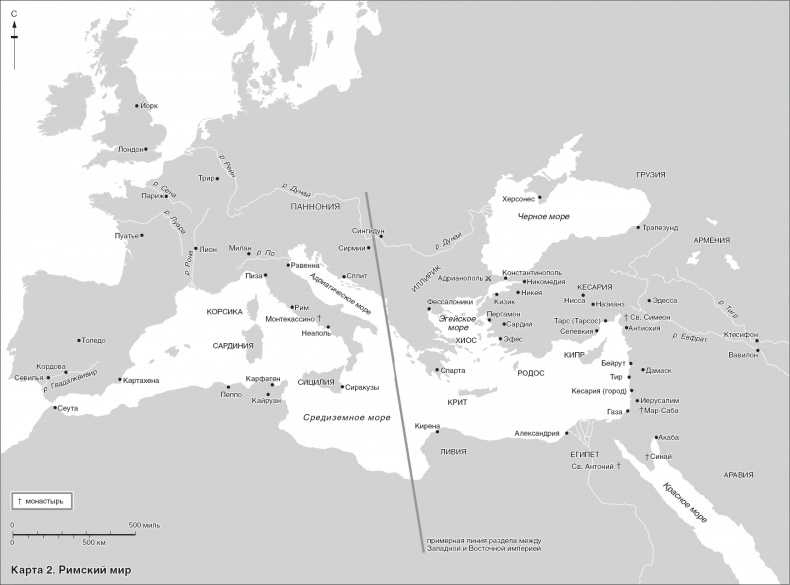 С
Йорк
Лондон
р. Рейн
Трир
р. Сена
Париж
р. Дунай
ПАННОНИЯ
Херсонес
ГРУЗИЯ
Черное море
Трапезунд
р. Луара
Пуатье
Сингидун
Лион
Милан
р. По
Сирмий
р. Дунай
АРМЕНИЯ
р. Рона
Равенна
Пиза
Сплит
ИЛЛИРИК
Адрианополь
Константинополь
Никомедия
Адриатическое море
Никея
КЕСАРИЯ
Кизик
Нисса
Назианз
Эдесса
р. Тигр
КОРСИКА
Рим
Монтекассино †
Фессалоники
Пергамон
Эгейское море
Сардии
Тарс (Тарсос)
† Св. Симеон
Неаполь
Селевкия
Антиохия
р. Евфрат
Ктесифон
Толедо
САРДИНИЯ
ХИОС
Эфес
Вавилон
КИПР
Кордова
Севилья
р. Гвадалквивир
Картахена
Карфаген
СИЦИЛИЯ
Сиракузы
Спарта
РОДОС
Бейрут
Дамаск
Тир
Пеппо
Кайруан
КРИТ
Кесария (город)
Сеута
Средиземное море
Иерусалим
Газа
† Мар-Саба
Кирена
Александрия
Акаба
ЛИВИЯ
ЕГИПЕТ
† Синай
Св. Антоний †
АРАВИЯ
Красное море
† монастырь
0 500 миль
0 500 км
примерная линия раздела между
Западной и Восточной империей
Карта 2. Римский мир